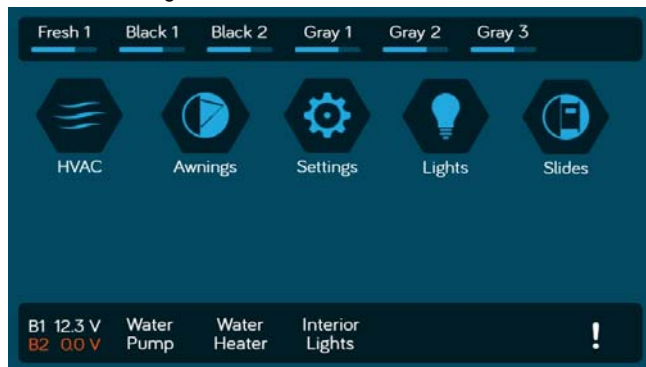 Fresh 1 Black 1 Black 2 Gray 1 Gray 2 Gray 3
HVAC Awnings Settings Lights Slides
B1 12.3 V Water Water Interior
B2 0.0 V Pump Heater Lights
!